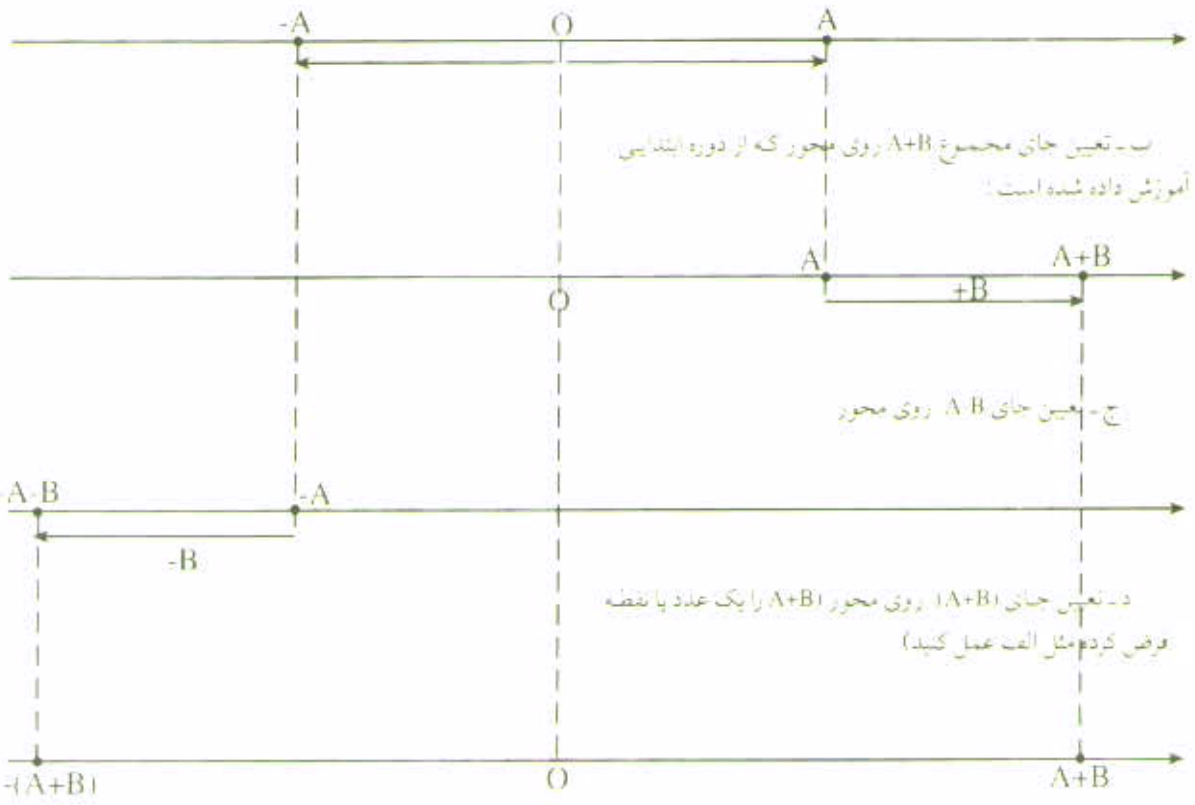 -A O A
ب ـ تعیین جای مجموع A+B روی محور که از دوره ابتدایی
آموزش داده شده است:
A A+B
O +B
ج ـ تعیین جای A B روی محور
-A-B -A
-B
د ـ تعیین جای (A+B) روی محور (A+B را یک عدد یا نقطه
فرض کرده مثل الف عمل کنید)
-(A+B) O A+B